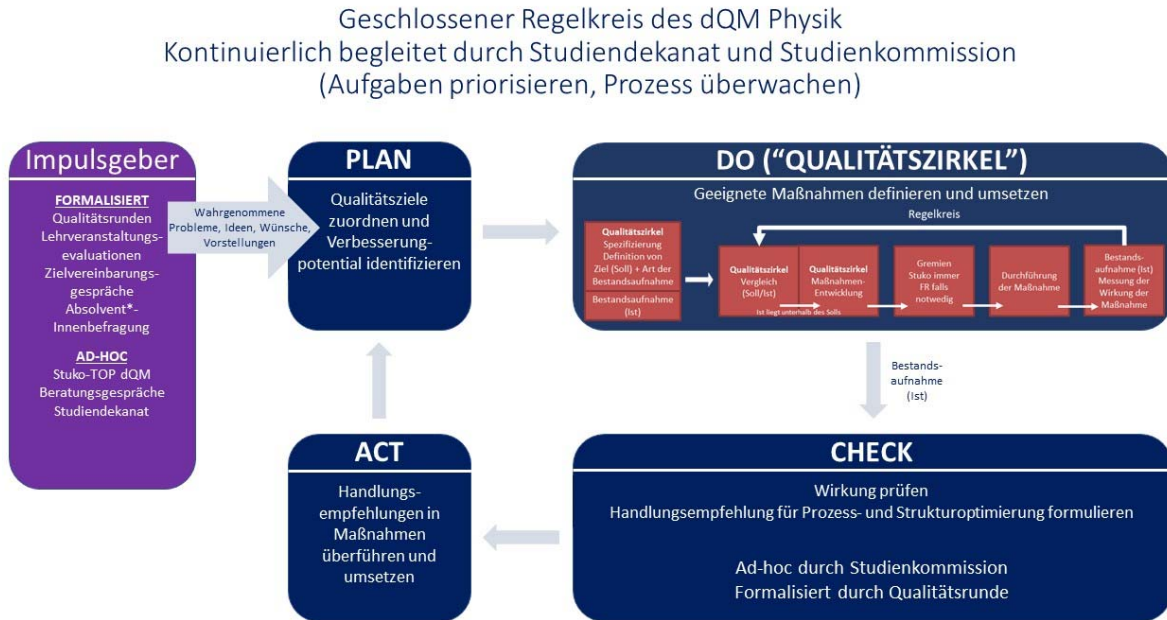 Geschlossener Regelkreis des dQM Physik
Kontinuierlich begleitet durch Studiendekanat und Studienkommission
(Aufgaben priorisieren, Prozess überwachen)
Impulsgeber
FORMALISIERT
Qualitätsrunden
Lehrveranstaltungs-
evaluationen
Zielvereinbarungs-
gespräche
Absolvent*-
Innenbefragung
AD-HOC
Stuko-TOP dQM
Beratungsgespräche
Studiendekanat
Wahrgenommene
Probleme, Ideen, Wünsche,
Vorstellungen
PLAN
Qualitätsziele
zuordnen und
Verbesserung-
potential identifizieren
DO (“QUALITÄTSZIRKEL”)
Geeignete Maßnahmen definieren und umsetzen
Regelkreis
Qualitätszirkel
Spezifizierung
Definition von
Ziel (Soll) + Art der
Bestandsaufnahme
Bestandsaufnahme
(Ist)
Qualitätszirkel
Vergleich
(Soll/Ist)
Qualitätszirkel
Maßnahmen-
Entwicklung
Ist liegt unterhalb des Solls
Gremien
Stuko immer
FR falls
notwedig
Durchführung
der Maßnahme
Bestands-
aufnahme (Ist)
Messung der
Wirkung der
Maßnahme
Bestands-
aufnahme
(Ist)
CHECK
Wirkung prüfen
Handlungsempfehlung für Prozess- und Strukturoptimierung formulieren
Ad-hoc durch Studienkommission
Formalisiert durch Qualitätsrunde
ACT
Handlungs-
empfehlungen in
Maßnahmen
überführen und
umsetzen